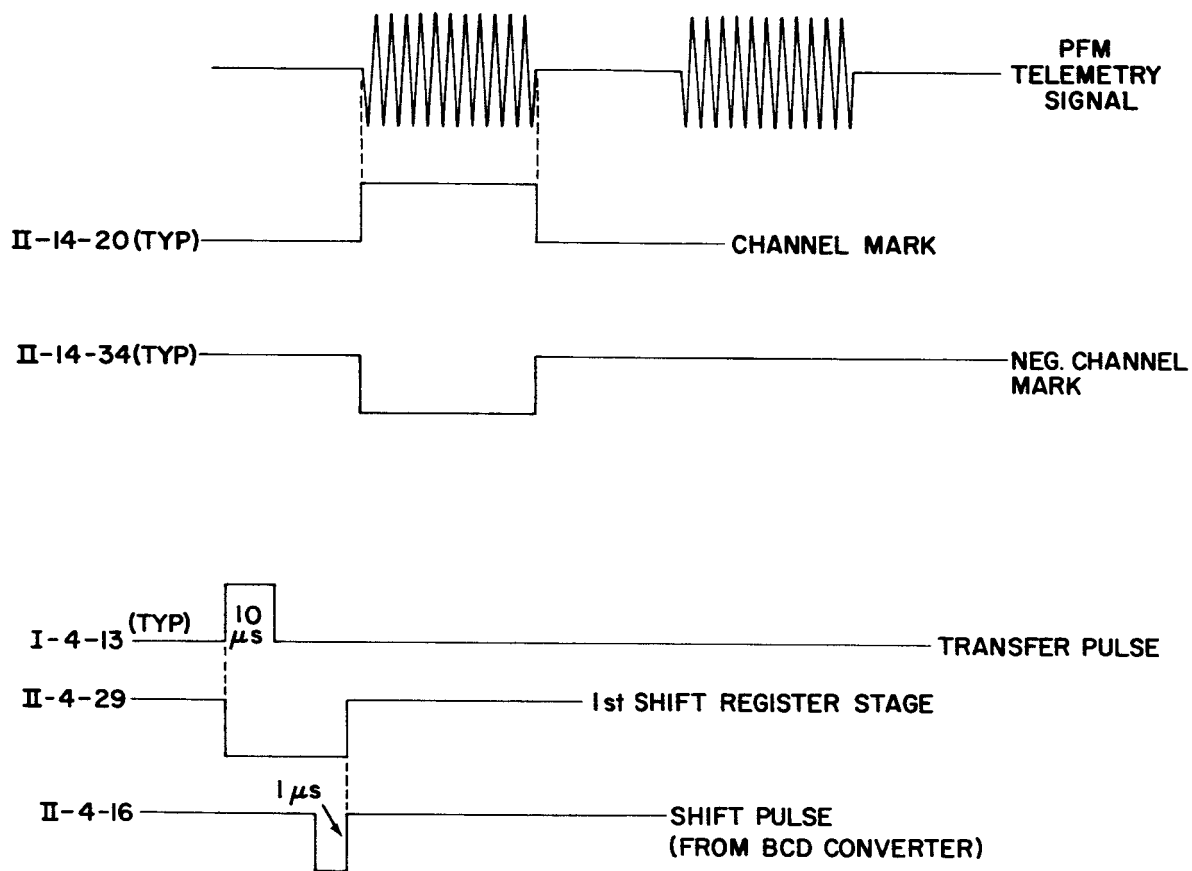 PFM
TELEMETRY
SIGNAL
II-14-20 (TYP)
CHANNEL MARK
II-14-34(TYP)
NEG. CHANNEL
MARK
I-4-13 (TYP)
10
μs
TRANSFER PULSE
II-4-29
1st SHIFT REGISTER STAGE
1 μs
II-4-16
SHIFT PULSE
(FROM BCD CONVERTER)